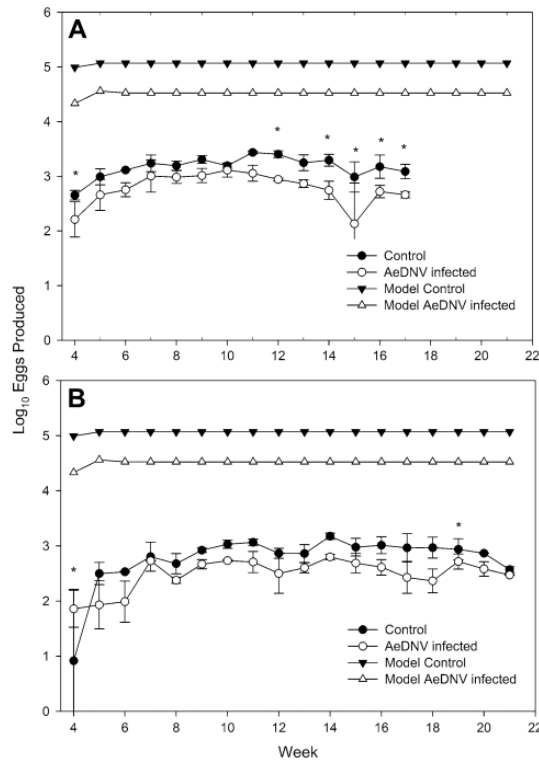 A
6
5
4
3
2
1
0
*
*
*
*
*
*
Control
AeDNV infected
Model Control
Model AeDNV infected
4 6 8 10 12 14 16 18 20 22
Log10 Eggs Produced
B
6
5
4
3
2
1
0
*
*
Control
AeDNV infected
Model Control
Model AeDNV infected
4 6 8 10 12 14 16 18 20 22
Week